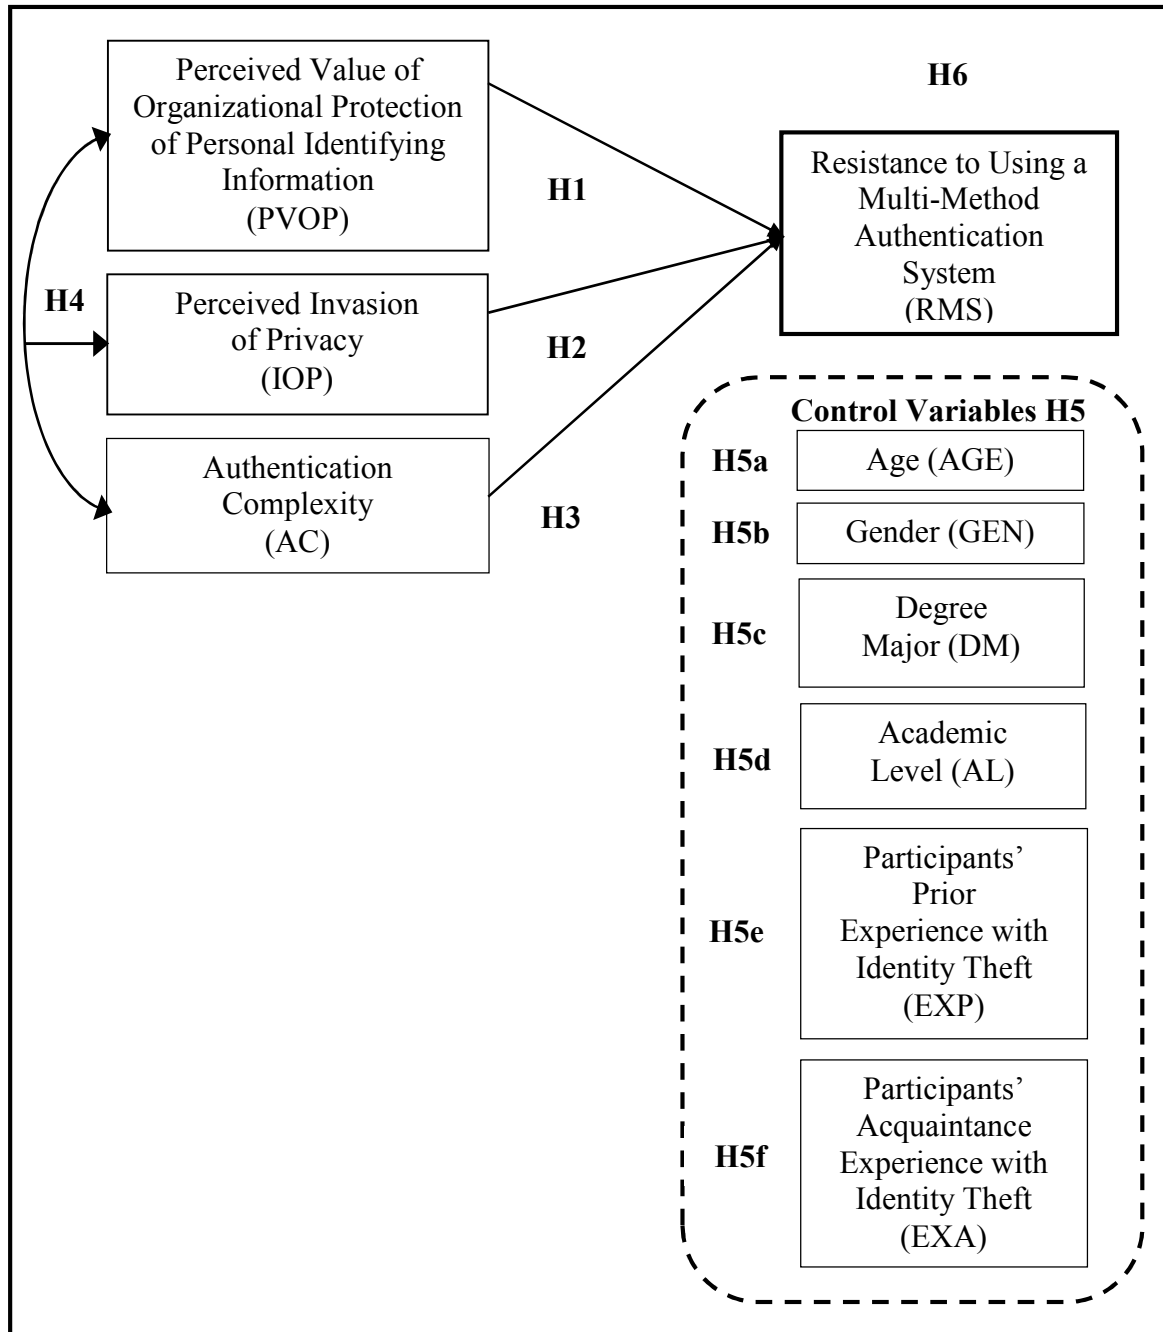 Perceived Value of
Organizational Protection
of Personal Identifying
Information
(PVOP)
H1
H6
Resistance to Using a
Multi-Method
Authentication
System
(RMS)
H4
Perceived Invasion
of Privacy
(IOP)
H2
Authentication
Complexity
(AC)
H3
Control Variables H5
H5a
Age (AGE)
H5b
Gender (GEN)
H5c
Degree
Major (DM)
H5d
Academic
Level (AL)
H5e
Participants’
Prior
Experience with
Identity Theft
(EXP)
H5f
Participants’
Acquaintance
Experience with
Identity Theft
(EXA)